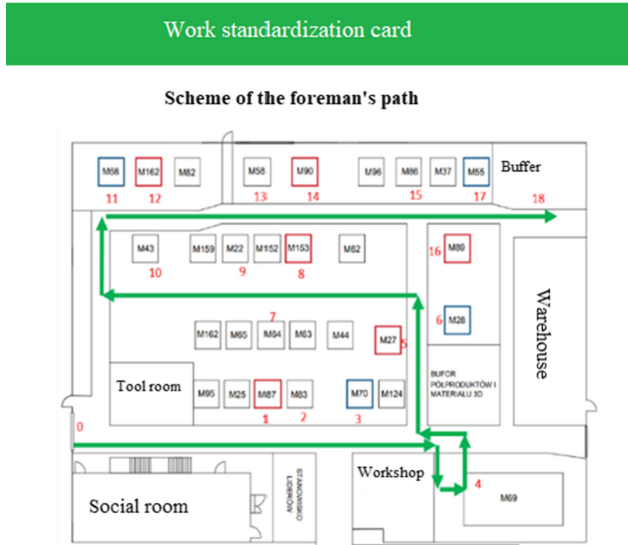 Work standardization card
Scheme of the foreman's path
M68 M162 M82 M58 M90 M96 M86 M37 M55 Buffer
11 12 13 14 15 17 18
M43 M159 M22 M152 M153 M62 16 M89
10 9 8
7
M162 M65 M64 M63 M44 M27 5 6 M28
Warehouse
Tool room
M95 M25 M87 M83 M70 M124
BUFOR
PÓŁPRODUKTÓW I
MATERIAŁU 3D
0 1 2 3
Social room
STANOWISKO
LIDERÓW
Workshop
4
M69